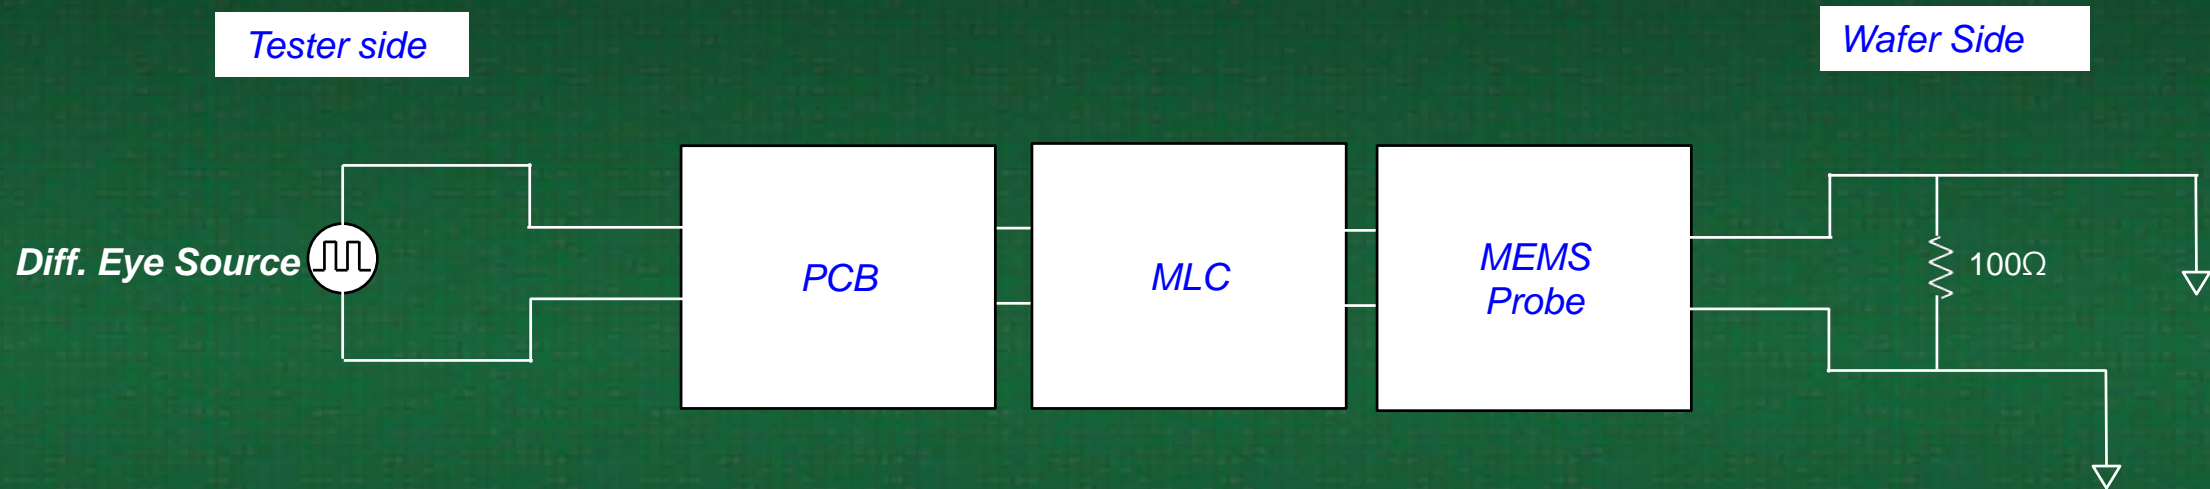 Tester side
Wafer Side
Diff. Eye Source
PCB
MLC
MEMS
Probe
100Ω